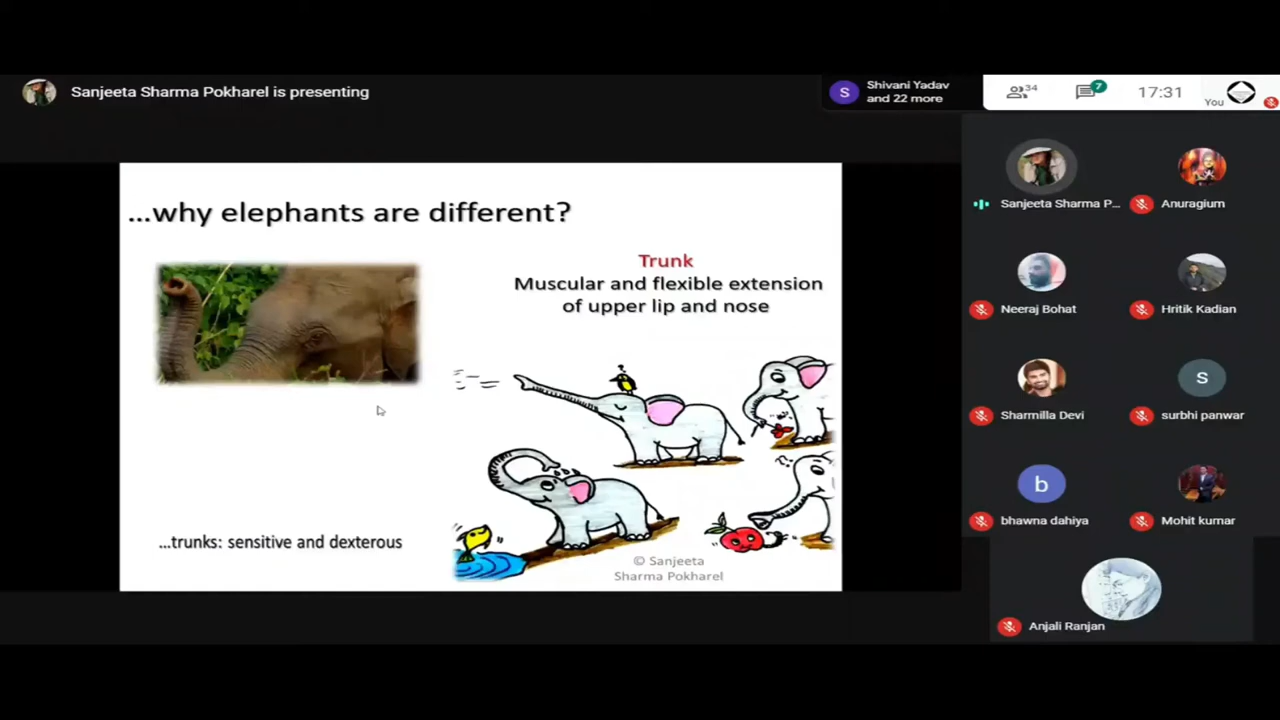 Sanjeeta Sharma Pokharel is presenting
S
Shivani Yadav
and 22 more
34
7
17:31
You
...why elephants are different?
Trunk
Muscular and flexible extension
of upper lip and nose
...trunks: sensitive and dexterous
© Sanjeeta
Sharma Pokharel
Sanjeeta Sharma P...
Anuragium
Neeraj Bohat
Hritik Kadian
Sharmilla Devi
S
surbhi panwar
b
bhawna dahiya
Mohit kumar
Anjali Ranjan